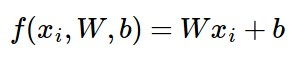 f(x_i, W, b) = Wx_i + b